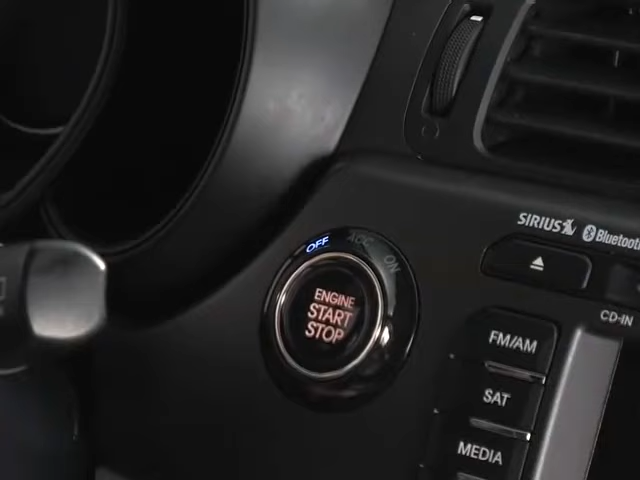 SIRIUS
Bluetooth
OFF
ACC
ON
ENGINE
START
STOP
CD-IN
FM/AM
SAT
MEDIA